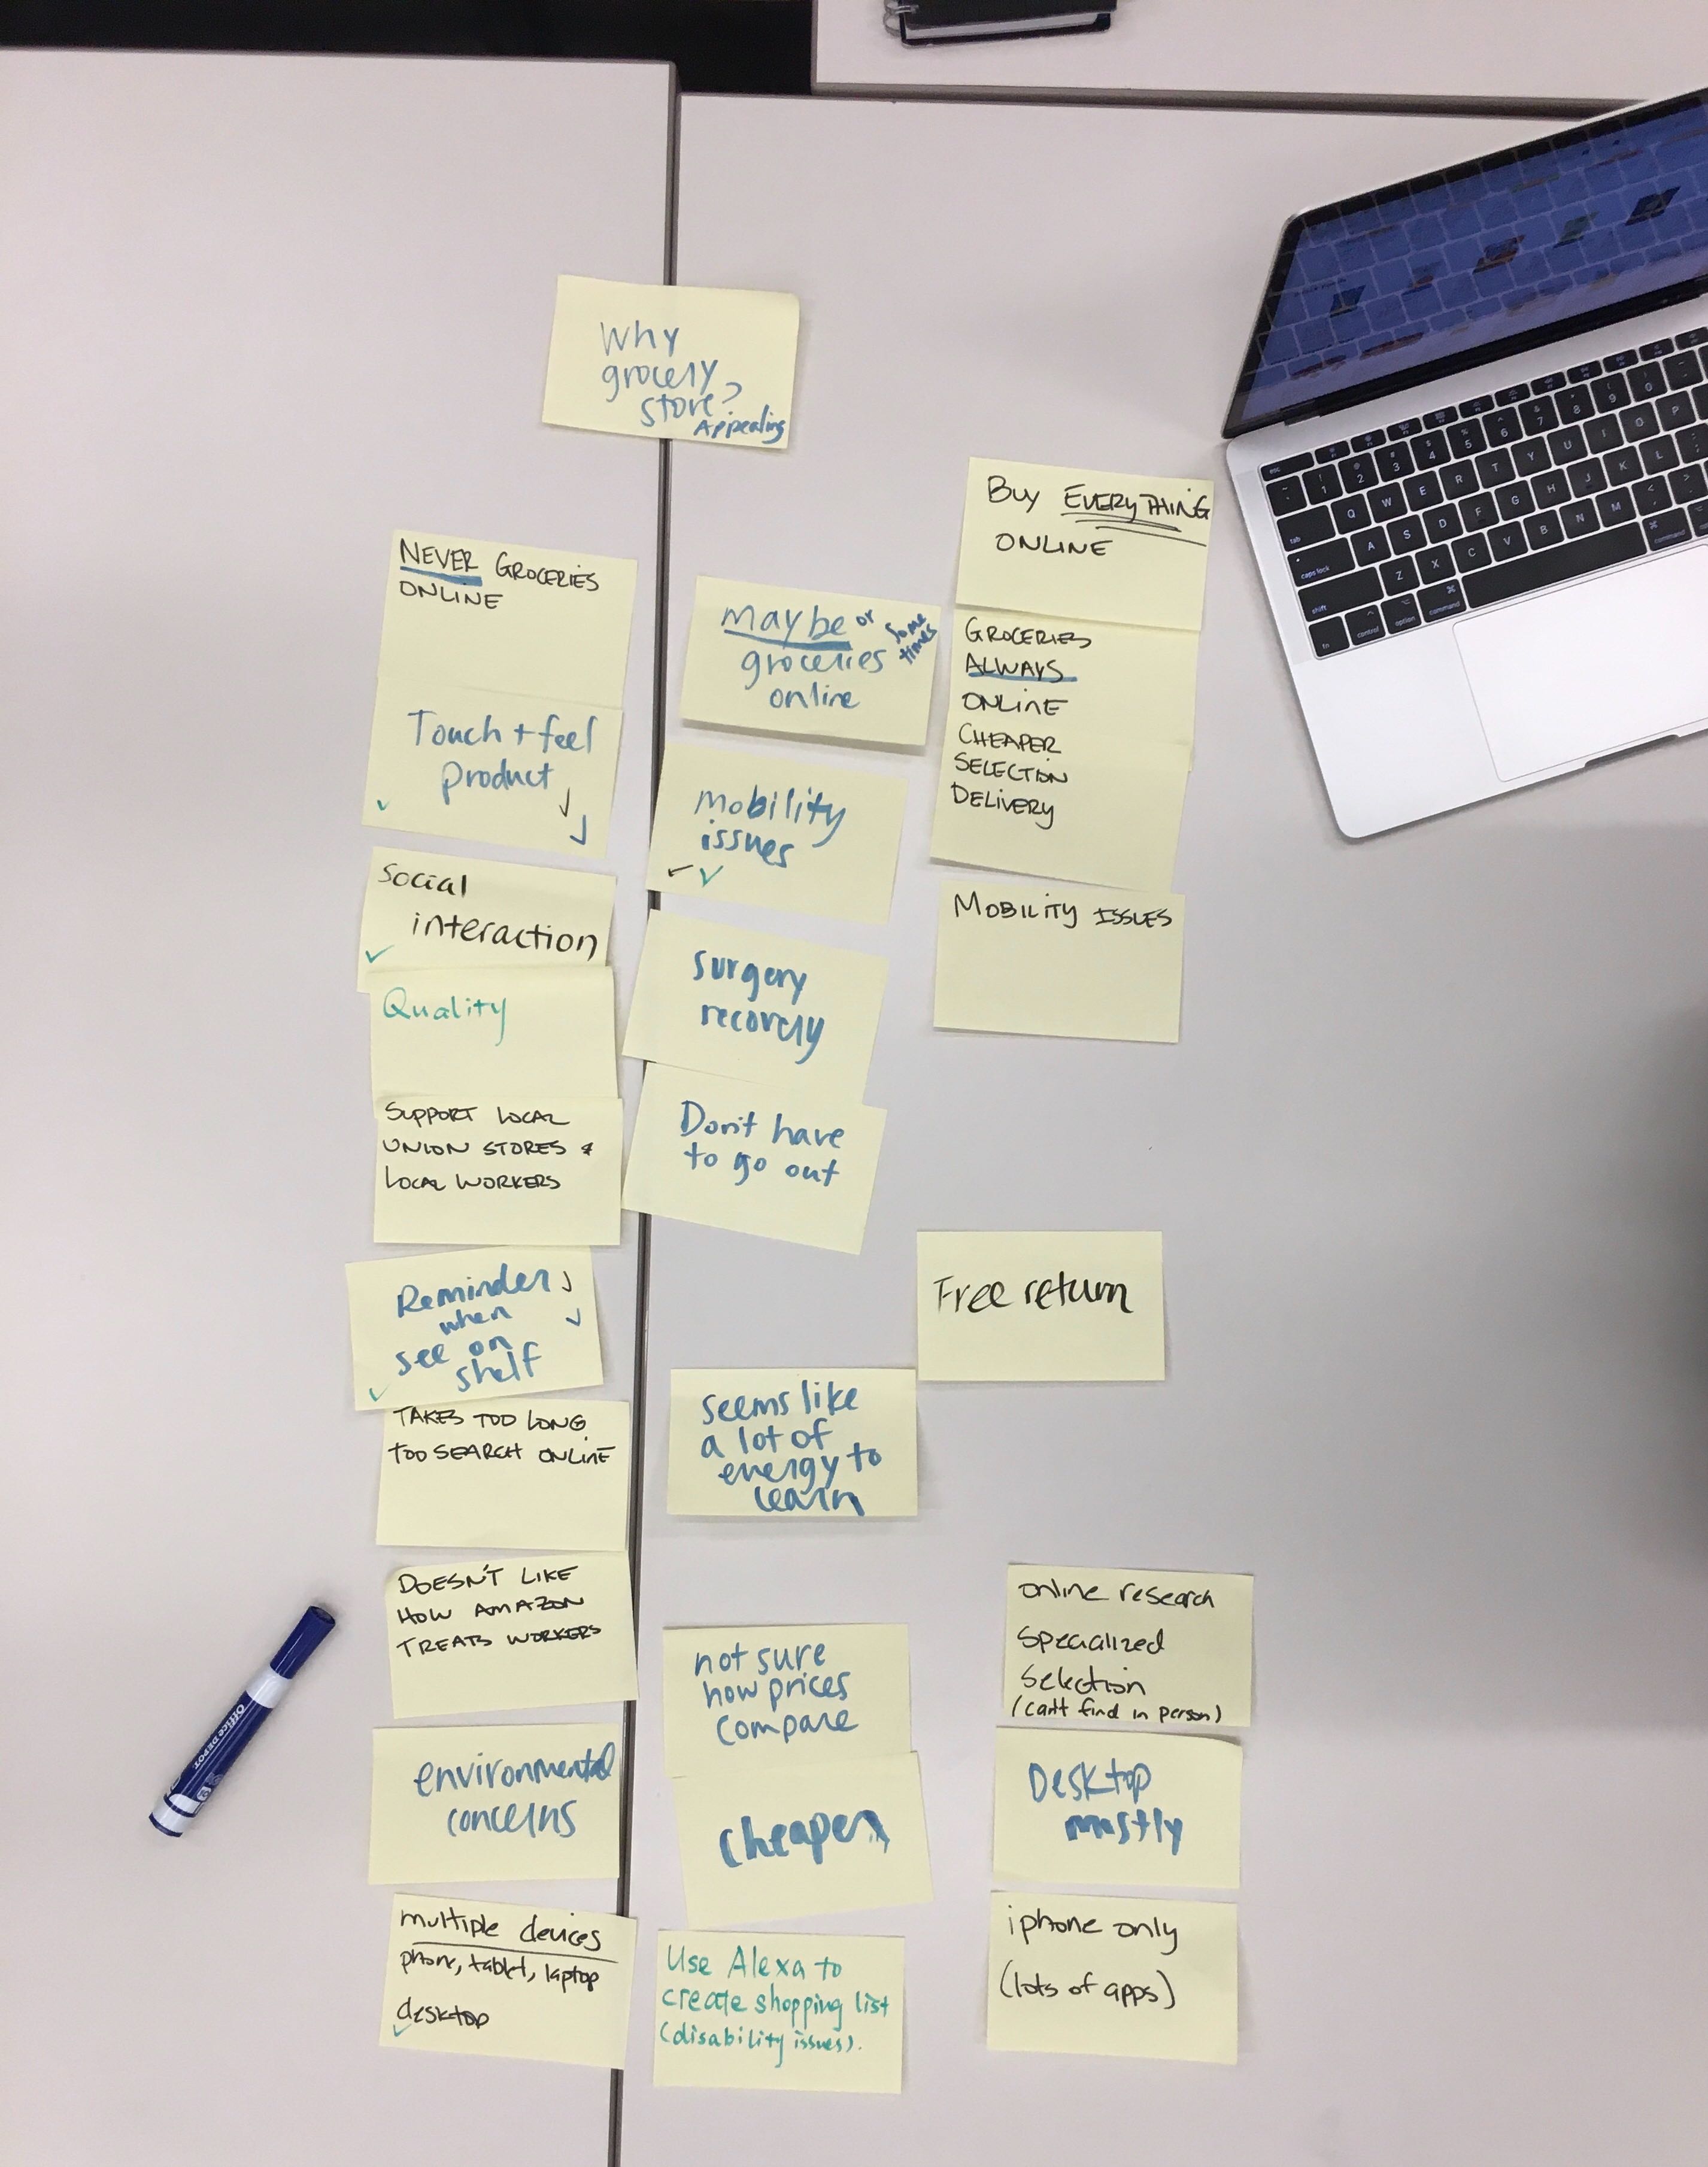 Why
grocery
store?
Appealing
NEVER GROCERIES
ONLINE
Touch + feel
product
Social
interaction
Quality
SUPPORT LOCAL
UNION STORES &
LOCAL WORKERS
Reminder
when
see on
shelf
TAKES TOO LONG
TOO SEARCH ONLINE
DOESN'T LIKE
HOW AMAZON
TREATS WORKERS
environmental
concerns
multiple devices
phone, tablet, laptop
desktop
maybe or some
times
groceries
online
mobility
issues
surgery
recovery
Don't have
to go out
seems like
a lot of
energy to
learn
not sure
how prices
compare
cheaper
Use Alexa to
create shopping list
(disability issues).
Buy EVERYTHING
ONLINE
GROCERIES
ALWAYS
ONLINE
CHEAPER
SELECTION
DELIVERY
MOBILITY ISSUES
Free return
online research
specialized
selection
(can't find in person)
Desktop
mostly
iphone only
(lots of apps)
Office DEPOT